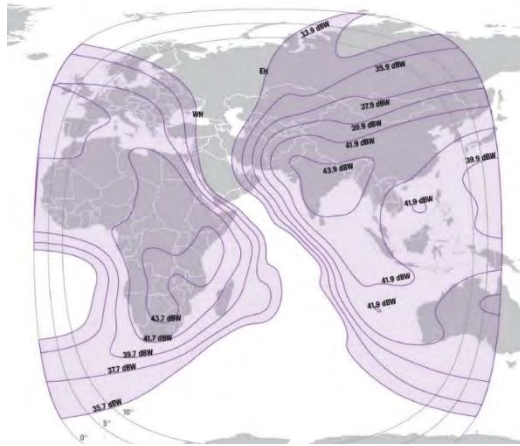 33.9 dBW
35.9 dBW
EH
37.9 dBW
WH
39.9 dBW
41.9 dBW
39.9 dBW
43.9 dBW
41.9 dBW
41.9 dBW
41.9 dBW
43.7 dBW
41.7 dBW
39.7 dBW
37.7 dBW
35.7 dBW
10°
5°
0°